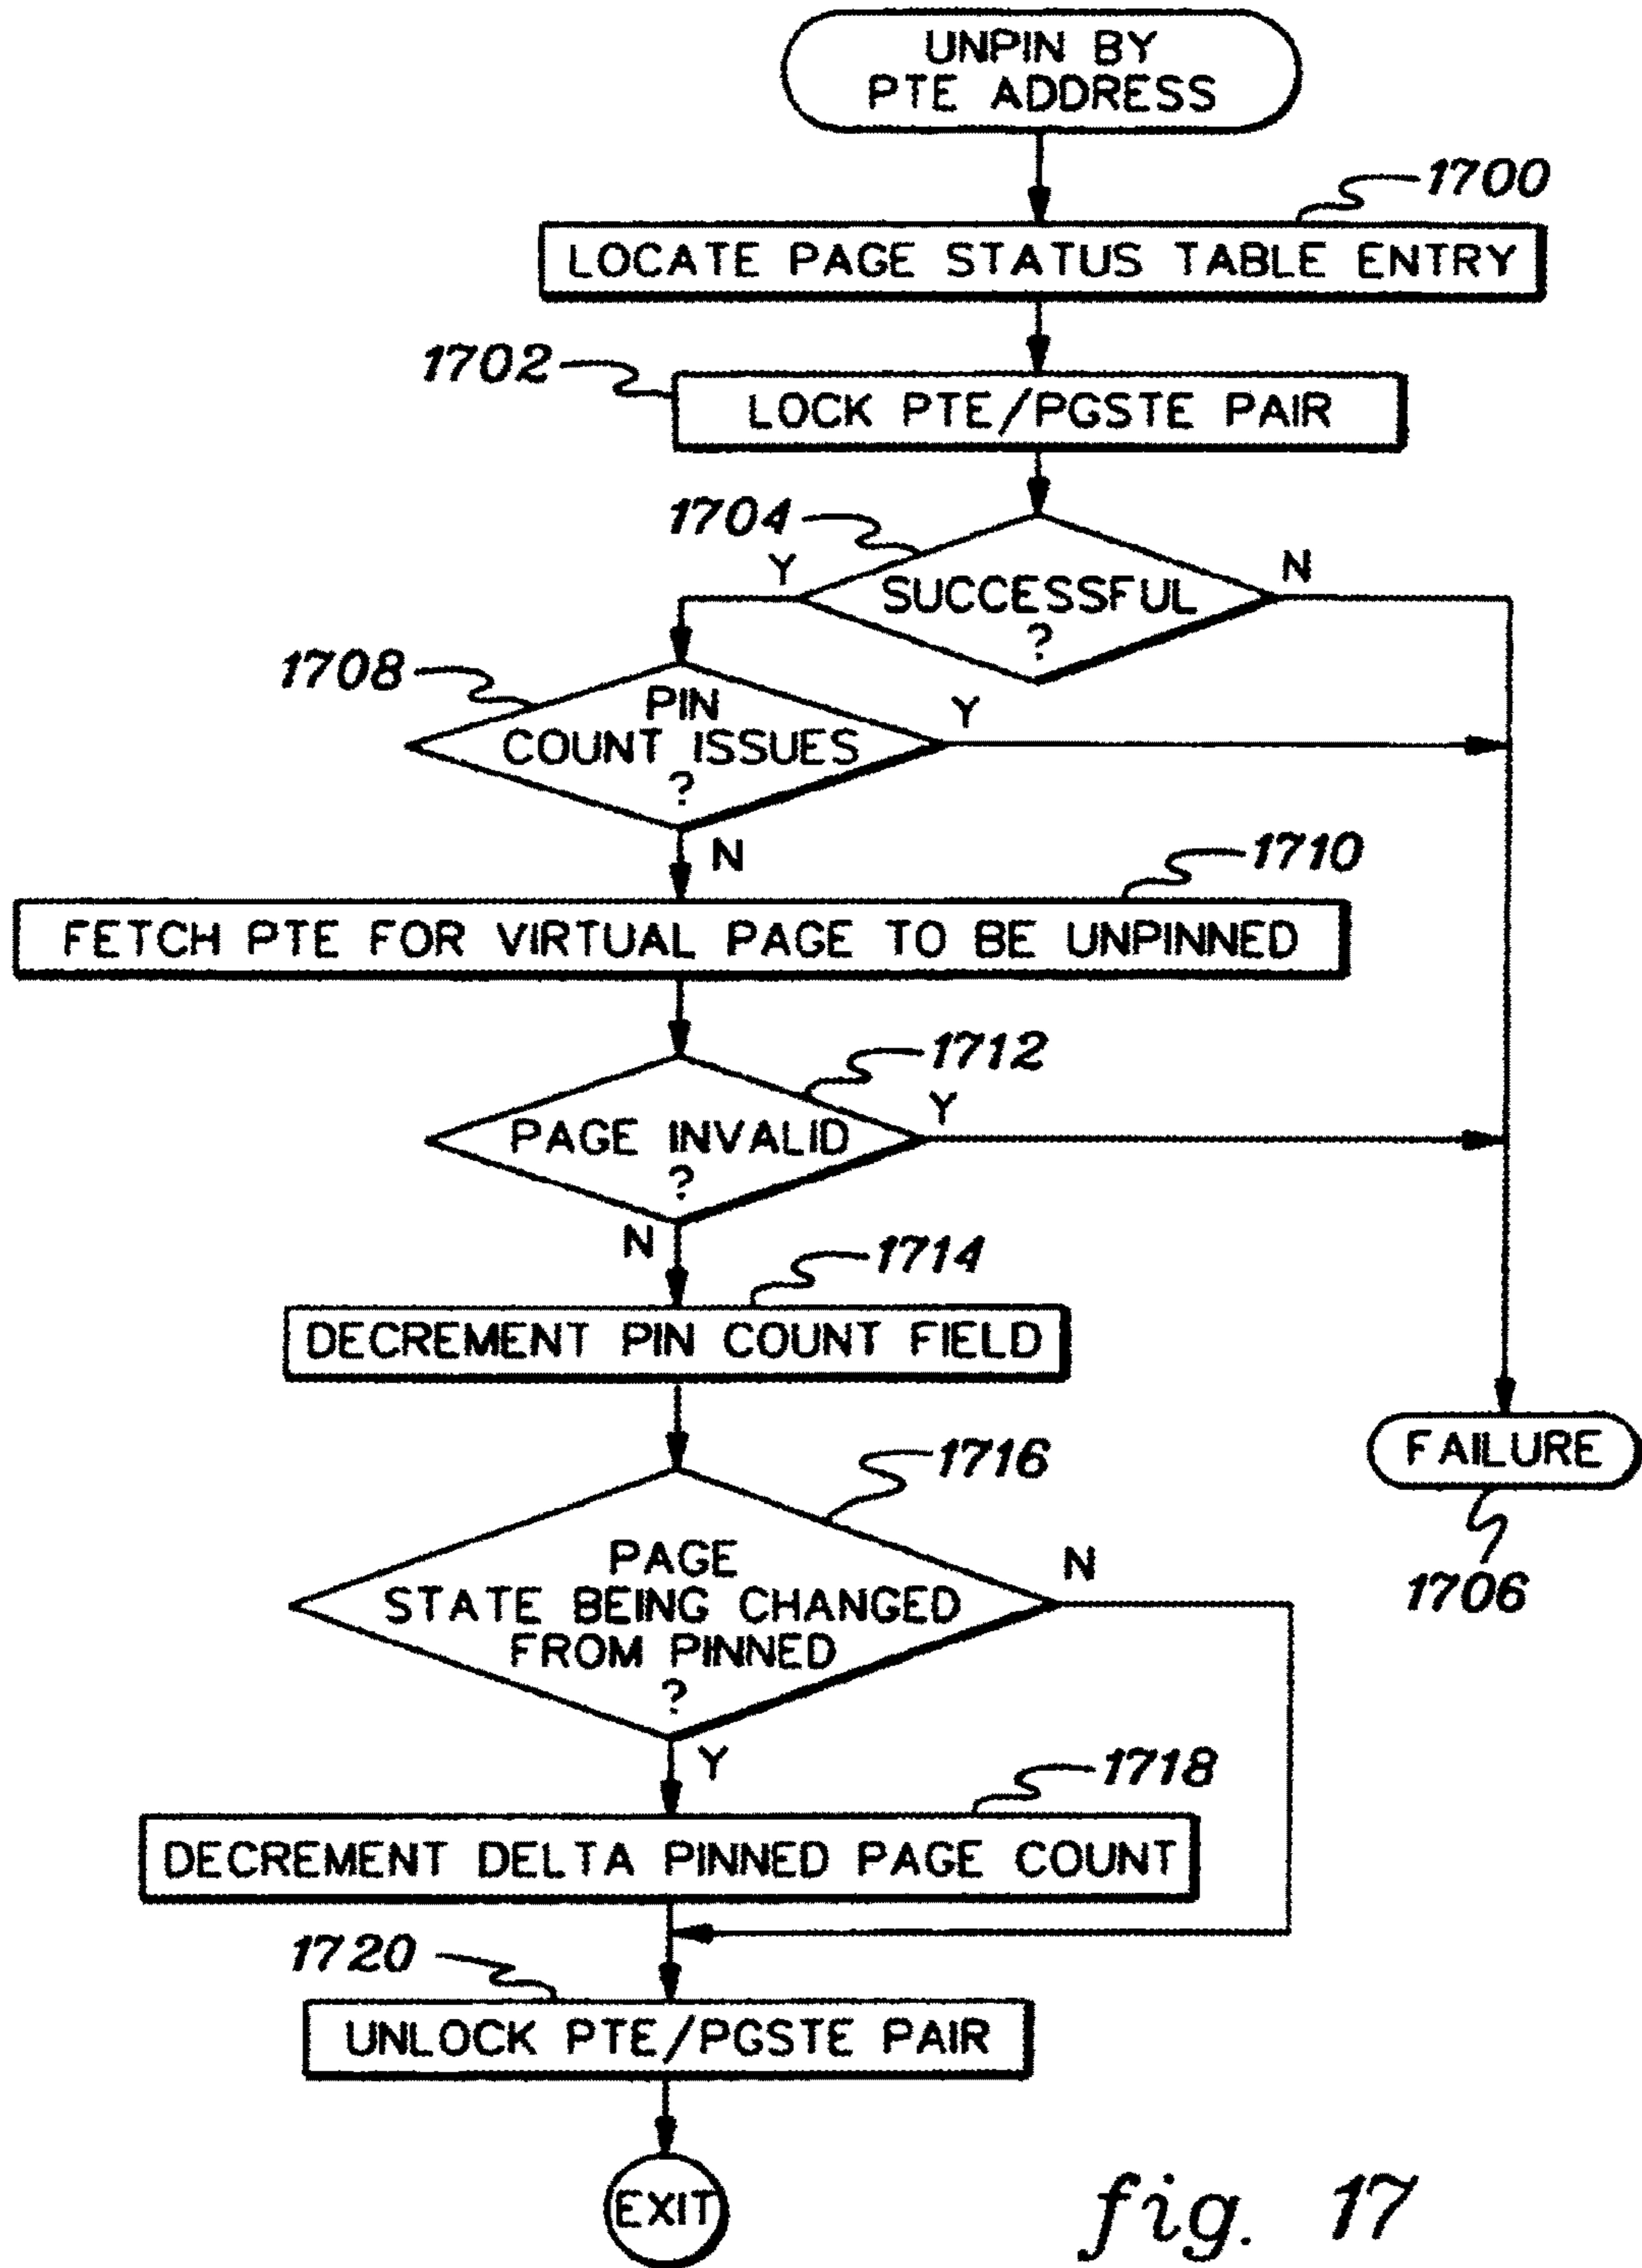 UNPIN BY
PTE ADDRESS
1700
LOCATE PAGE STATUS TABLE ENTRY
1702
LOCK PTE/PGSTE PAIR
1704
Y
N
SUCCESSFUL
?
1708
PIN
COUNT ISSUES
?
Y
N
1710
FETCH PTE FOR VIRTUAL PAGE TO BE UNPINNED
1712
PAGE INVALID
?
Y
N
1714
DECREMENT PIN COUNT FIELD
FAILURE
1706
1716
PAGE
STATE BEING CHANGED
FROM PINNED
?
N
Y
1718
DECREMENT DELTA PINNED PAGE COUNT
1720
UNLOCK PTE/PGSTE PAIR
EXIT
fig. 17